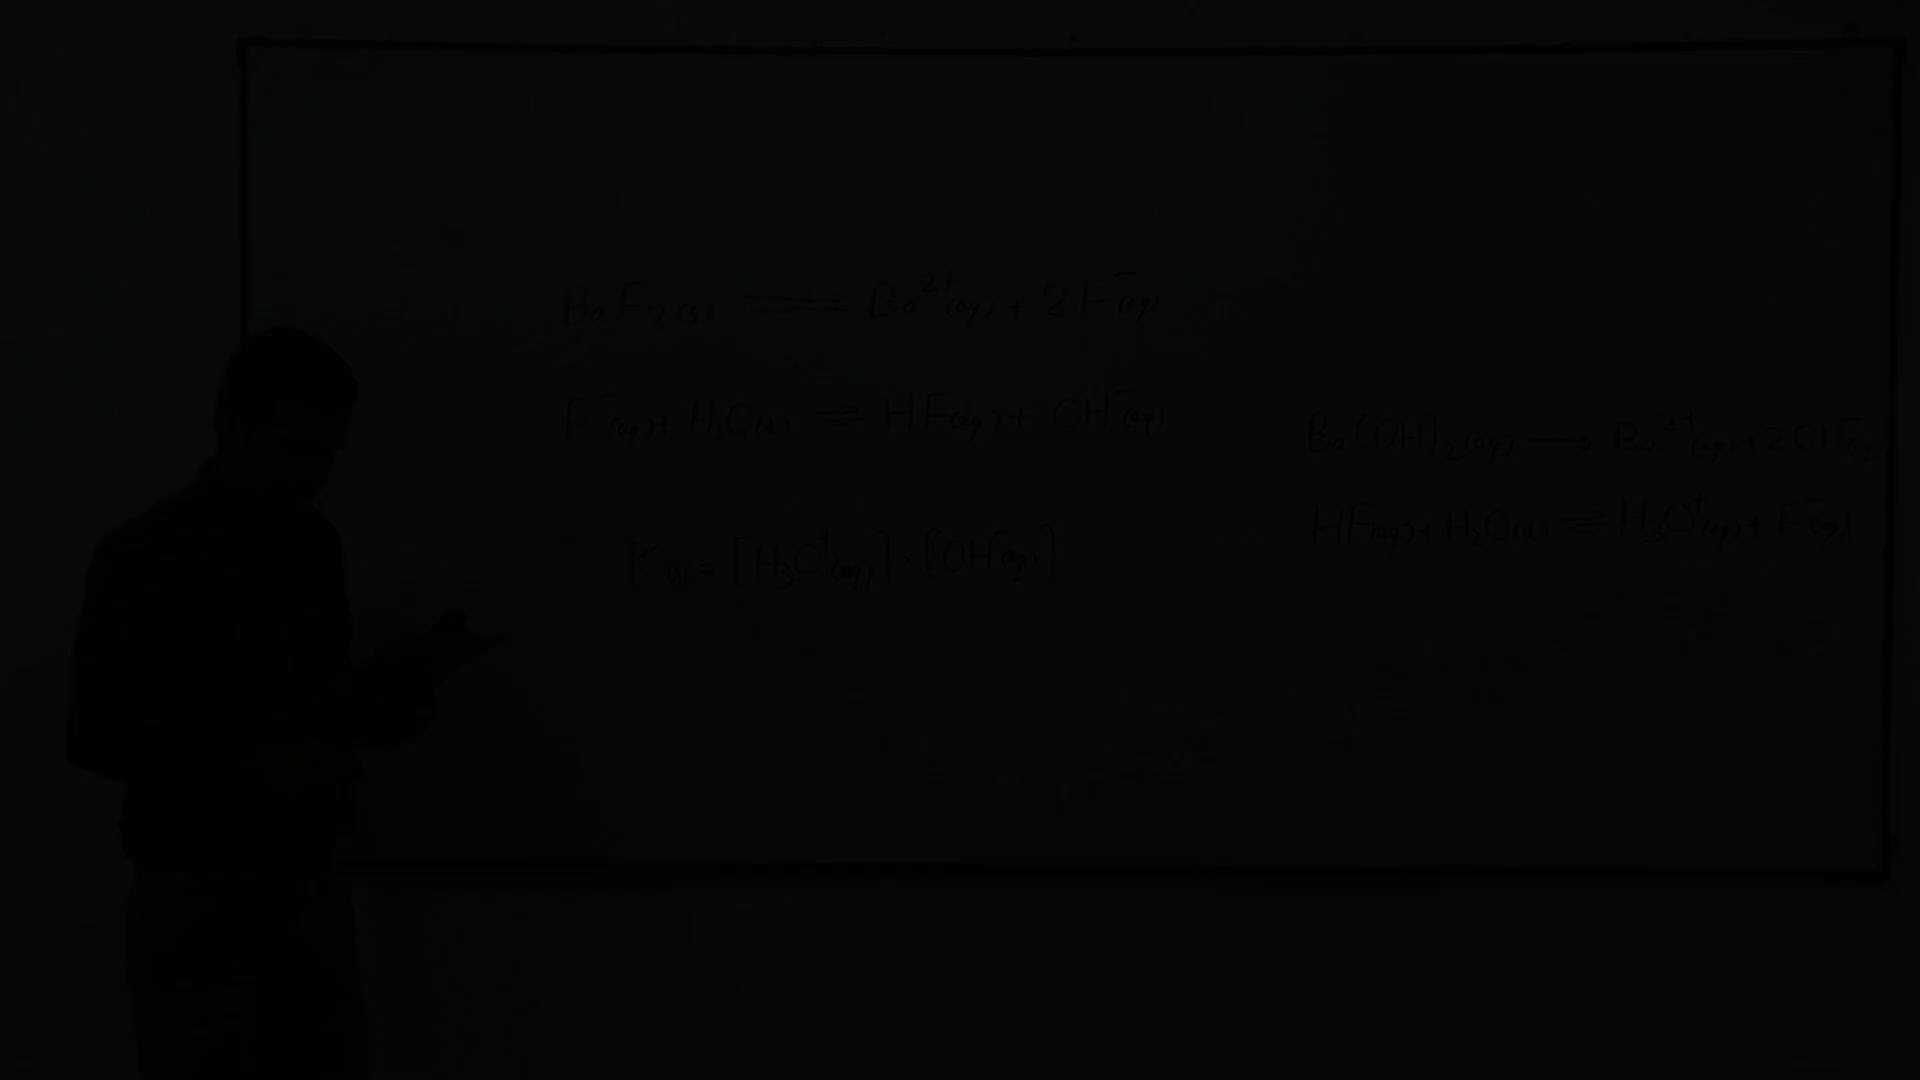 BaF₂(s) ⇌ Ba²⁺(aq) + 2F⁻(aq)
F⁻(aq) + H₂O(l) ⇌ HF(aq) + OH⁻(aq)
Kw = [H₃O⁺(aq)] · [OH⁻(aq)]
Ba(OH)₂(aq) ⟶ Ba²⁺(aq) + 2OH⁻(aq)
HF(aq) + H₂O(l) ⇌ H₃O⁺(aq) + F⁻(aq)